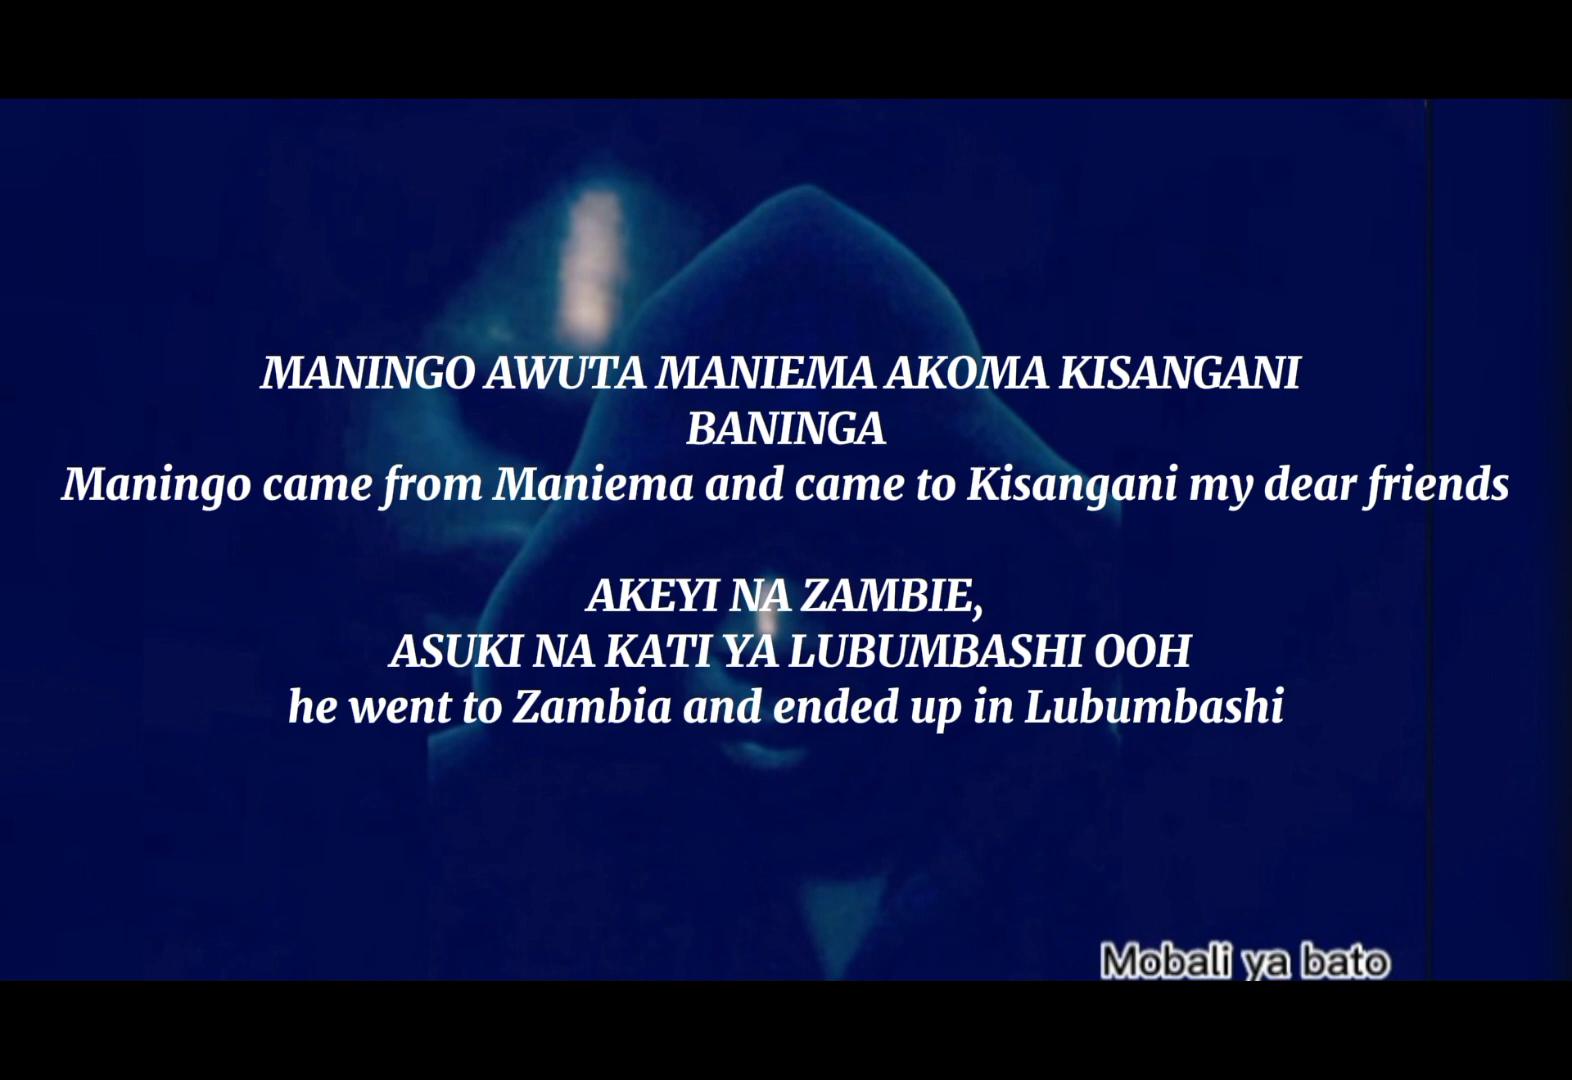 MANINGO AWUTA MANIEMA AKOMA KISANGANI
BANINGA
Maningo came from Maniema and came to Kisangani my dear friends
AKEYI NA ZAMBIE,
ASUKI NA KATI YA LUBUMBASHI OOH
he went to Zambia and ended up in Lubumbashi
Mobali ya bato